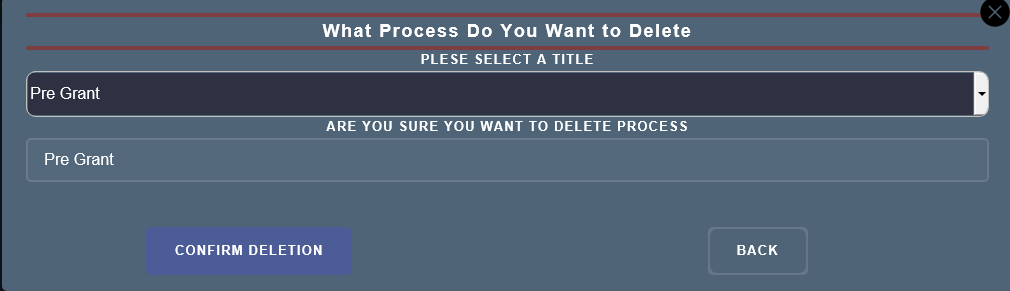 What Process Do You Want to Delete
PLESE SELECT A TITLE
Pre Grant
ARE YOU SURE YOU WANT TO DELETE PROCESS
Pre Grant
CONFIRM DELETION
BACK